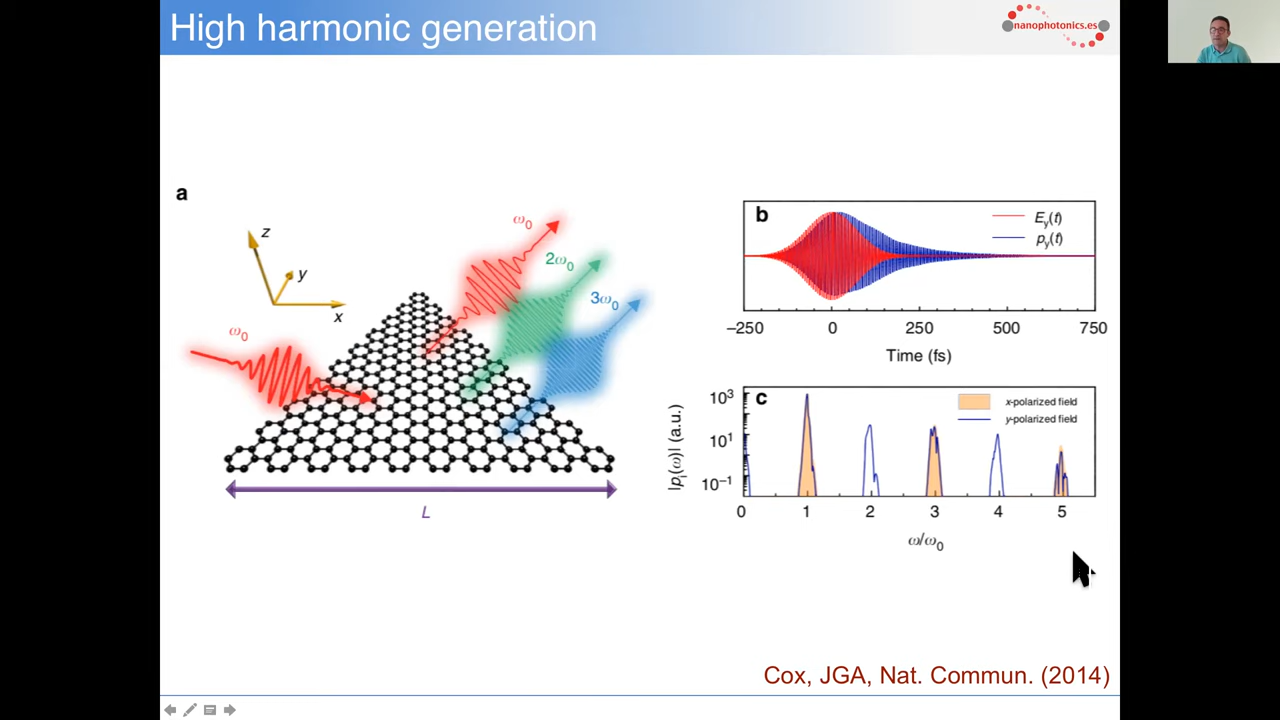 High harmonic generation
nanophotonics.es
a
z
y
x
ω0
ω0
2ω0
3ω0
L
b
Ey(t)
py(t)
−250 0 250 500 750
Time (fs)
c
x-polarized field
y-polarized field
|pi(ω)| (a.u.)
10³
10¹
10−1
0 1 2 3 4 5
ω/ω0
Cox, JGA, Nat. Commun. (2014)